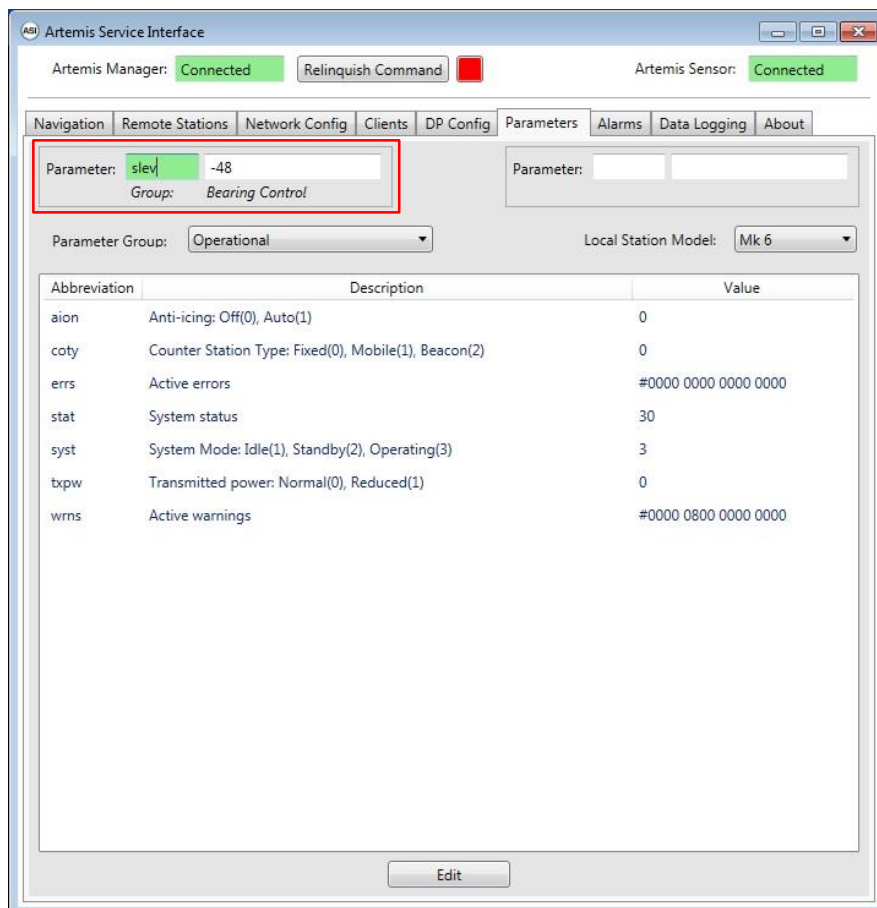 ASI Artemis Service Interface
Artemis Manager: Connected Relinquish Command Artemis Sensor: Connected
Navigation Remote Stations Network Config Clients DP Config Parameters Alarms Data Logging About
Parameter: slev -48 Parameter:
Group: Bearing Control
Parameter Group: Operational Local Station Model: Mk 6
Abbreviation Description Value
aion Anti-icing: Off(0), Auto(1) 0
coty Counter Station Type: Fixed(0), Mobile(1), Beacon(2) 0
errs Active errors #0000 0000 0000 0000
stat System status 30
syst System Mode: Idle(1), Standby(2), Operating(3) 3
txpw Transmitted power: Normal(0), Reduced(1) 0
wrns Active warnings #0000 0800 0000 0000
Edit